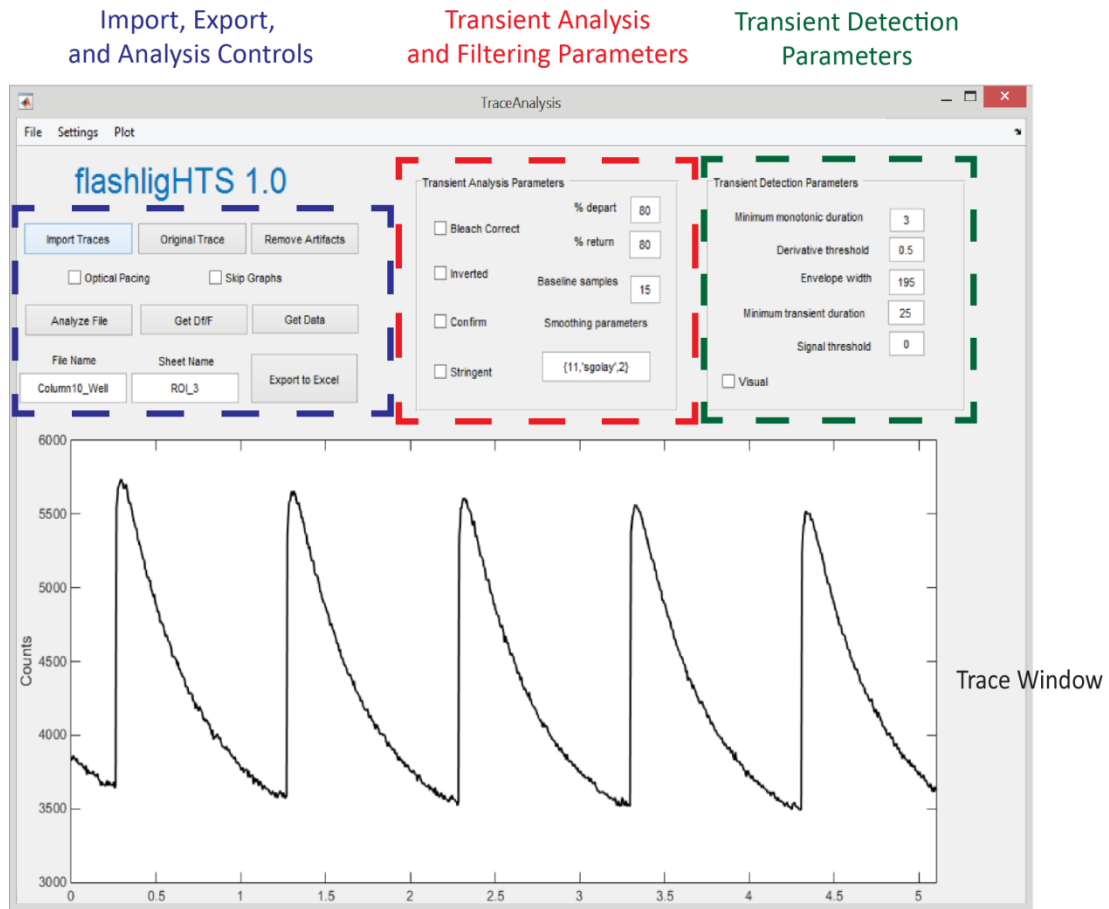 Import, Export,
and Analysis Controls
Transient Analysis
and Filtering Parameters
Transient Detection
Parameters
TraceAnalysis
File Settings Plot
flashligHTS 1.0
Import Traces
Original Trace
Remove Artifacts
Optical Pacing
Skip Graphs
Analyze File
Get Df/F
Get Data
File Name
Sheet Name
Column10_Well
ROI_3
Export to Excel
Transient Analysis Parameters
% depart 80
Bleach Correct
% return 80
Inverted
Baseline samples 15
Confirm
Smoothing parameters
Stringent
{11,'sgolay',2}
Transient Detection Parameters
Minimum monotonic duration 3
Derivative threshold 0.5
Envelope width 195
Minimum transient duration 25
Signal threshold 0
Visual
6000
5500
5000
4500
4000
3500
3000
Counts
Trace Window
0 0.5 1 1.5 2 2.5 3 3.5 4 4.5 5